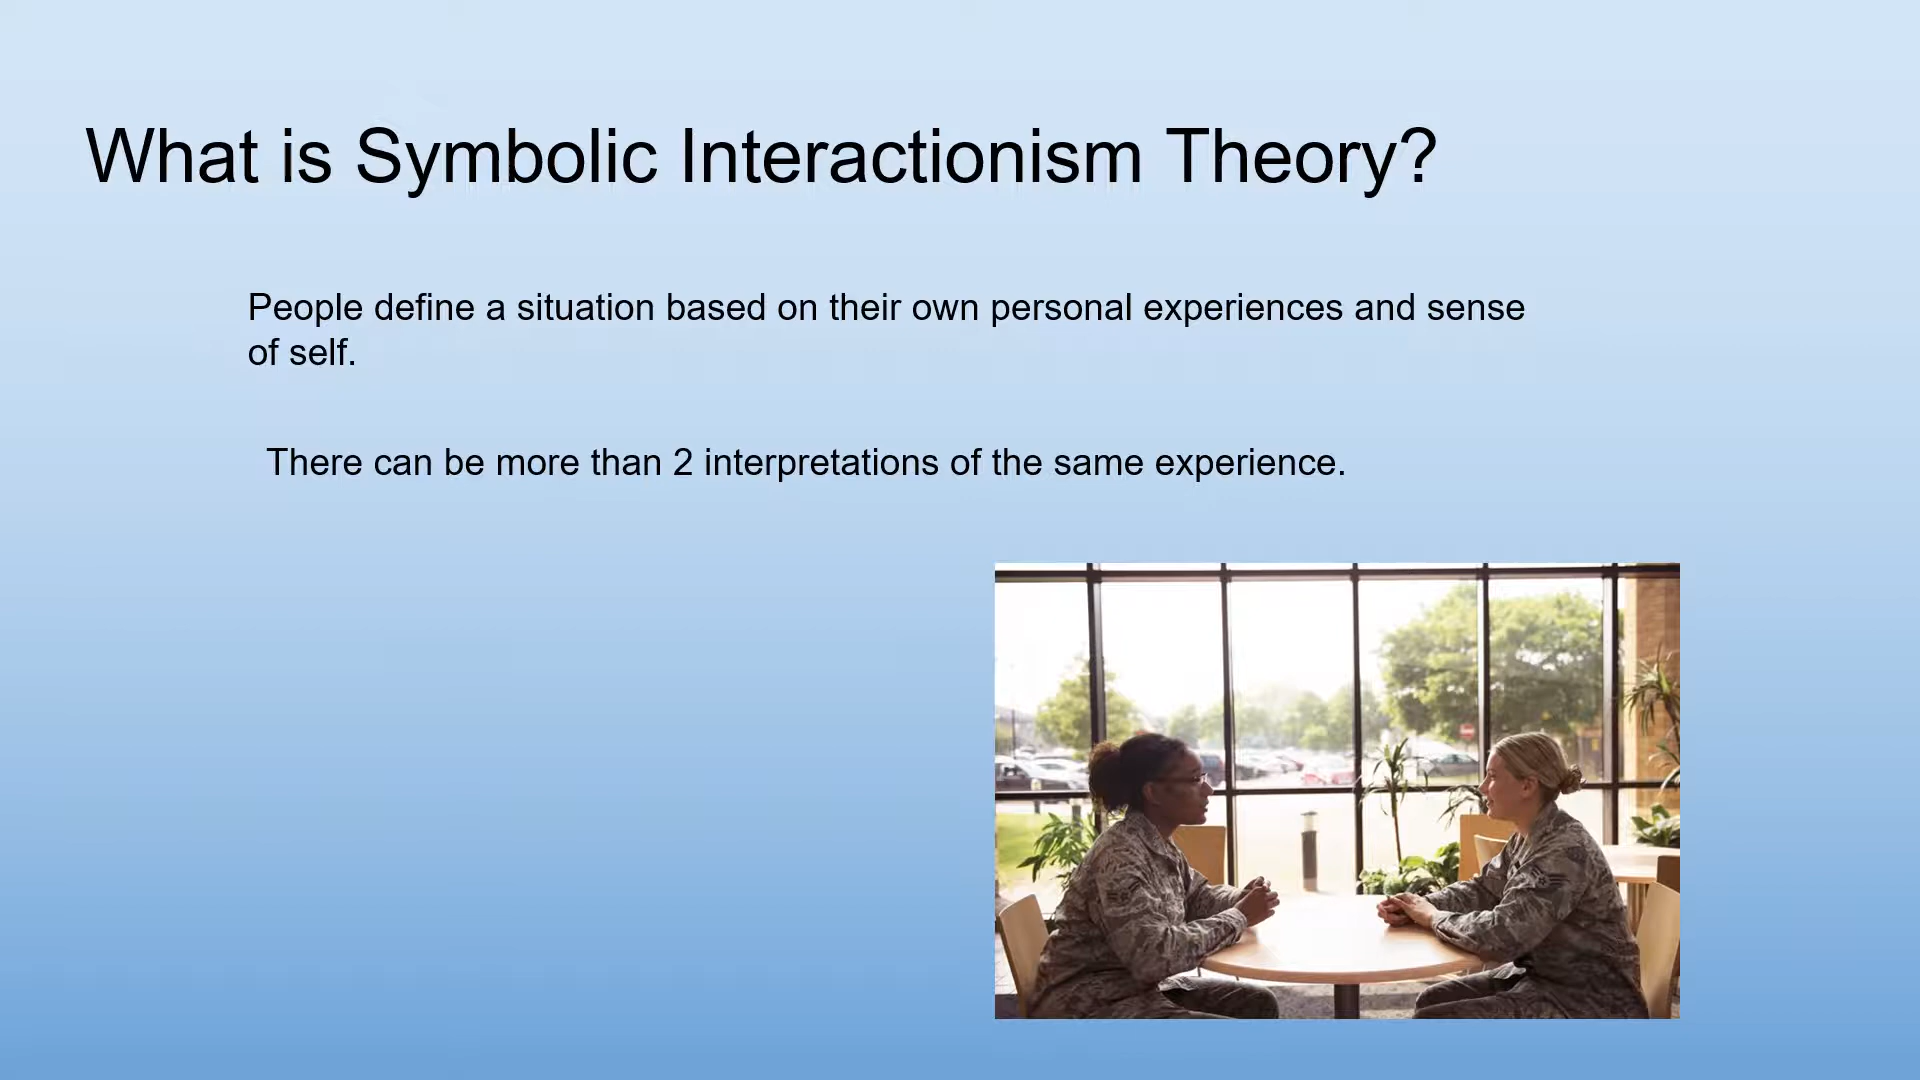 What is Symbolic Interactionism Theory?
People define a situation based on their own personal experiences and sense
of self.
There can be more than 2 interpretations of the same experience.